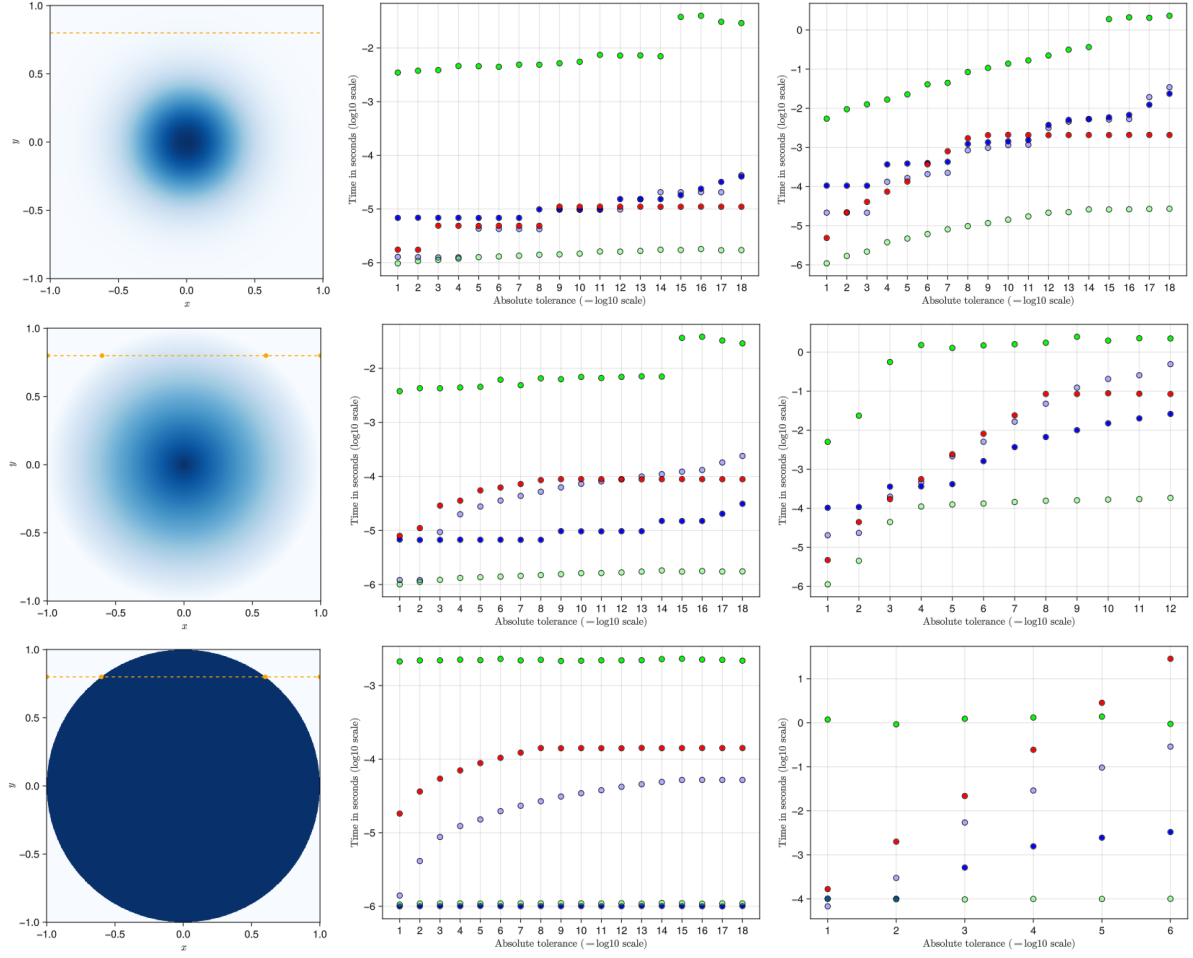 1.0
0.5
0.0
−0.5
−1.0
y
−1.0 −0.5 0.0 0.5 1.0
x
−2
−3
−4
−5
−6
Time in seconds (log10 scale)
1 2 3 4 5 6 7 8 9 10 11 12 13 14 15 16 17 18
Absolute tolerance (−log10 scale)
0
−1
−2
−3
−4
−5
−6
Time in seconds (log10 scale)
1 2 3 4 5 6 7 8 9 10 11 12 13 14 15 16 17 18
Absolute tolerance (−log10 scale)
1.0
0.5
0.0
−0.5
−1.0
y
−1.0 −0.5 0.0 0.5 1.0
x
−2
−3
−4
−5
−6
Time in seconds (log10 scale)
1 2 3 4 5 6 7 8 9 10 11 12 13 14 15 16 17 18
Absolute tolerance (−log10 scale)
0
−1
−2
−3
−4
−5
−6
Time in seconds (log10 scale)
1 2 3 4 5 6 7 8 9 10 11 12
Absolute tolerance (−log10 scale)
1.0
0.5
0.0
−0.5
−1.0
y
−1.0 −0.5 0.0 0.5 1.0
x
−3
−4
−5
−6
Time in seconds (log10 scale)
1 2 3 4 5 6 7 8 9 10 11 12 13 14 15 16 17 18
Absolute tolerance (−log10 scale)
1
0
−1
−2
−3
−4
Time in seconds (log10 scale)
1 2 3 4 5 6
Absolute tolerance (−log10 scale)